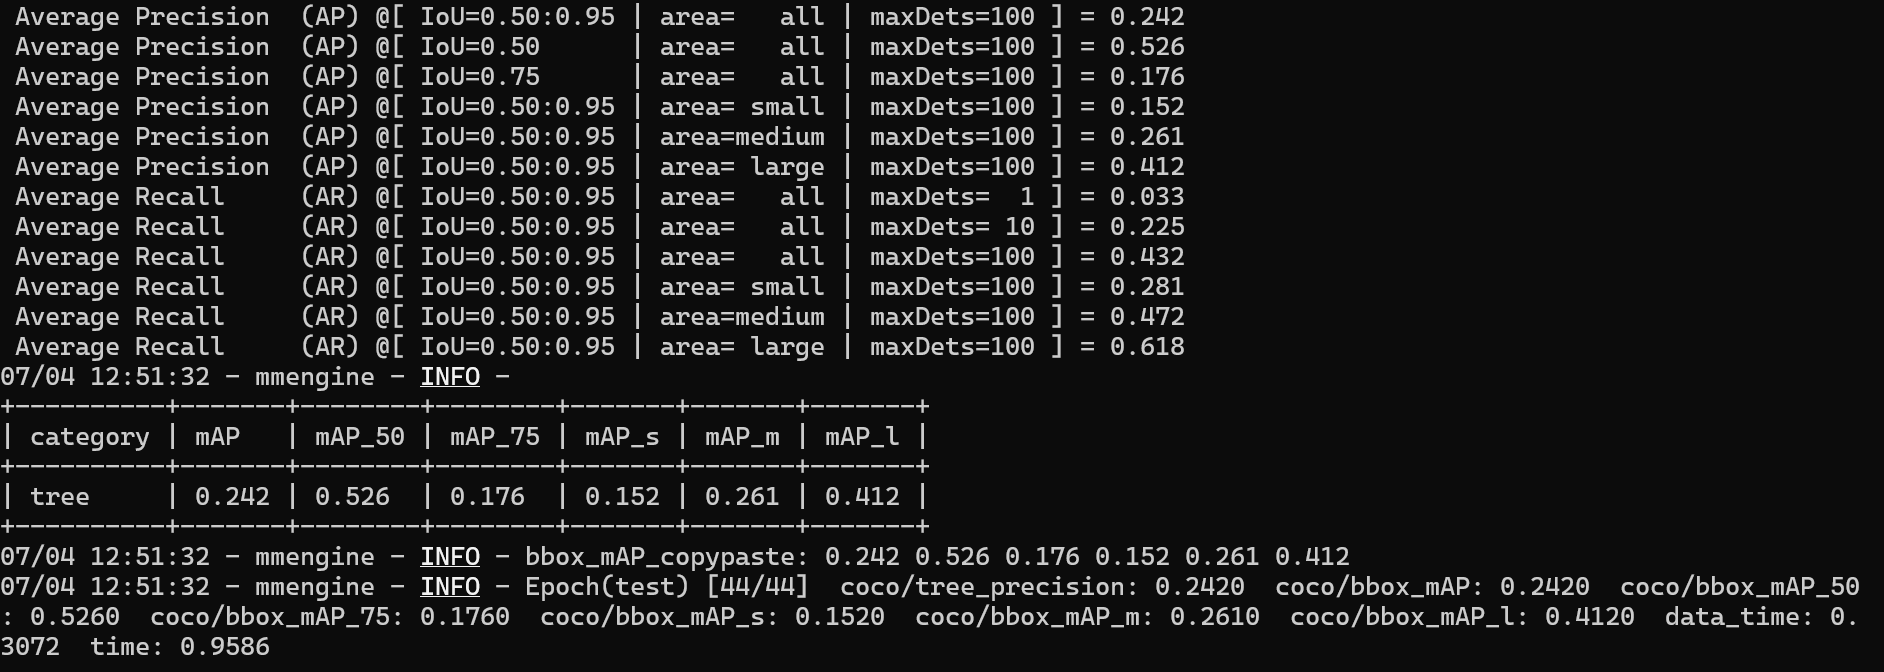 Average Precision  (AP) @[ IoU=0.50:0.95 | area=   all | maxDets=100 ] = 0.242
 Average Precision  (AP) @[ IoU=0.50      | area=   all | maxDets=100 ] = 0.526
 Average Precision  (AP) @[ IoU=0.75      | area=   all | maxDets=100 ] = 0.176
 Average Precision  (AP) @[ IoU=0.50:0.95 | area= small | maxDets=100 ] = 0.152
 Average Precision  (AP) @[ IoU=0.50:0.95 | area=medium | maxDets=100 ] = 0.261
 Average Precision  (AP) @[ IoU=0.50:0.95 | area= large | maxDets=100 ] = 0.412
 Average Recall     (AR) @[ IoU=0.50:0.95 | area=   all | maxDets=  1 ] = 0.033
 Average Recall     (AR) @[ IoU=0.50:0.95 | area=   all | maxDets= 10 ] = 0.225
 Average Recall     (AR) @[ IoU=0.50:0.95 | area=   all | maxDets=100 ] = 0.432
 Average Recall     (AR) @[ IoU=0.50:0.95 | area= small | maxDets=100 ] = 0.281
 Average Recall     (AR) @[ IoU=0.50:0.95 | area=medium | maxDets=100 ] = 0.472
 Average Recall     (AR) @[ IoU=0.50:0.95 | area= large | maxDets=100 ] = 0.618
07/04 12:51:32 - mmengine - INFO -
+----------+-------+--------+--------+-------+-------+-------+
| category | mAP   | mAP_50 | mAP_75 | mAP_s | mAP_m | mAP_l |
+----------+-------+--------+--------+-------+-------+-------+
| tree     | 0.242 | 0.526  | 0.176  | 0.152 | 0.261 | 0.412 |
+----------+-------+--------+--------+-------+-------+-------+
07/04 12:51:32 - mmengine - INFO - bbox_mAP_copypaste: 0.242 0.526 0.176 0.152 0.261 0.412
07/04 12:51:32 - mmengine - INFO - Epoch(test) [44/44]  coco/tree_precision: 0.2420  coco/bbox_mAP: 0.2420  coco/bbox_mAP_50
: 0.5260  coco/bbox_mAP_75: 0.1760  coco/bbox_mAP_s: 0.1520  coco/bbox_mAP_m: 0.2610  coco/bbox_mAP_l: 0.4120  data_time: 0.
3072  time: 0.9586